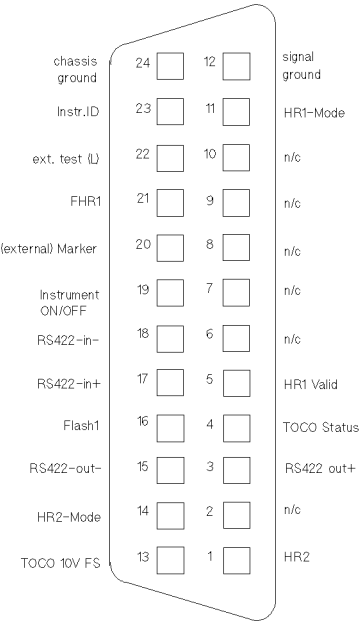 chassis ground 24 12 signal ground
Instr.ID 23 11 HR1-Mode
ext. test (L) 22 10 n/c
FHR1 21 9 n/c
(external) Marker 20 8 n/c
Instrument ON/OFF 19 7 n/c
RS422-in- 18 6 n/c
RS422-in+ 17 5 HR1 Valid
Flash1 16 4 TOCO Status
RS422-out- 15 3 RS422 out+
HR2-Mode 14 2 n/c
TOCO 10V FS 13 1 HR2